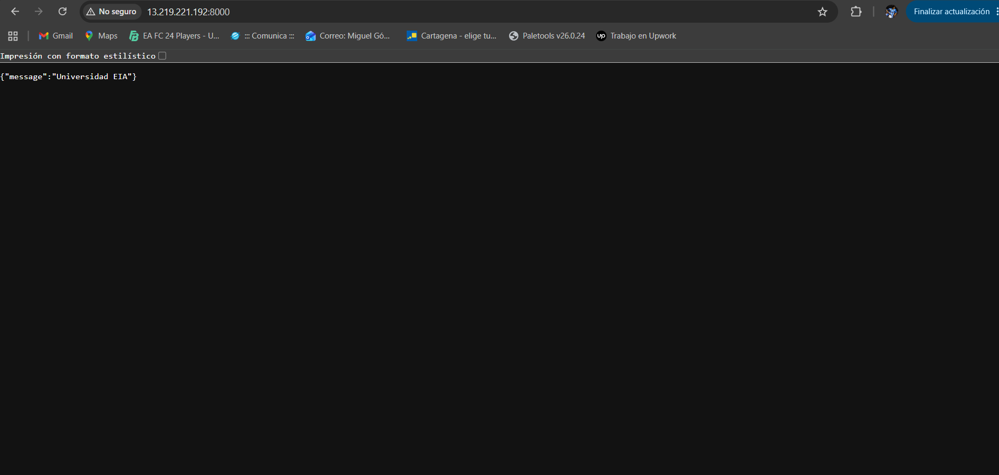 No seguro 13.219.221.192:8000 Finalizar actualización
Gmail Maps EA FC 24 Players - U... ::: Comunica ::: Correo: Miguel Gó... Cartagena - elige tu... Paletools v26.0.24 up Trabajo en Upwork
Impresión con formato estilístico
{"message":"Universidad EIA"}